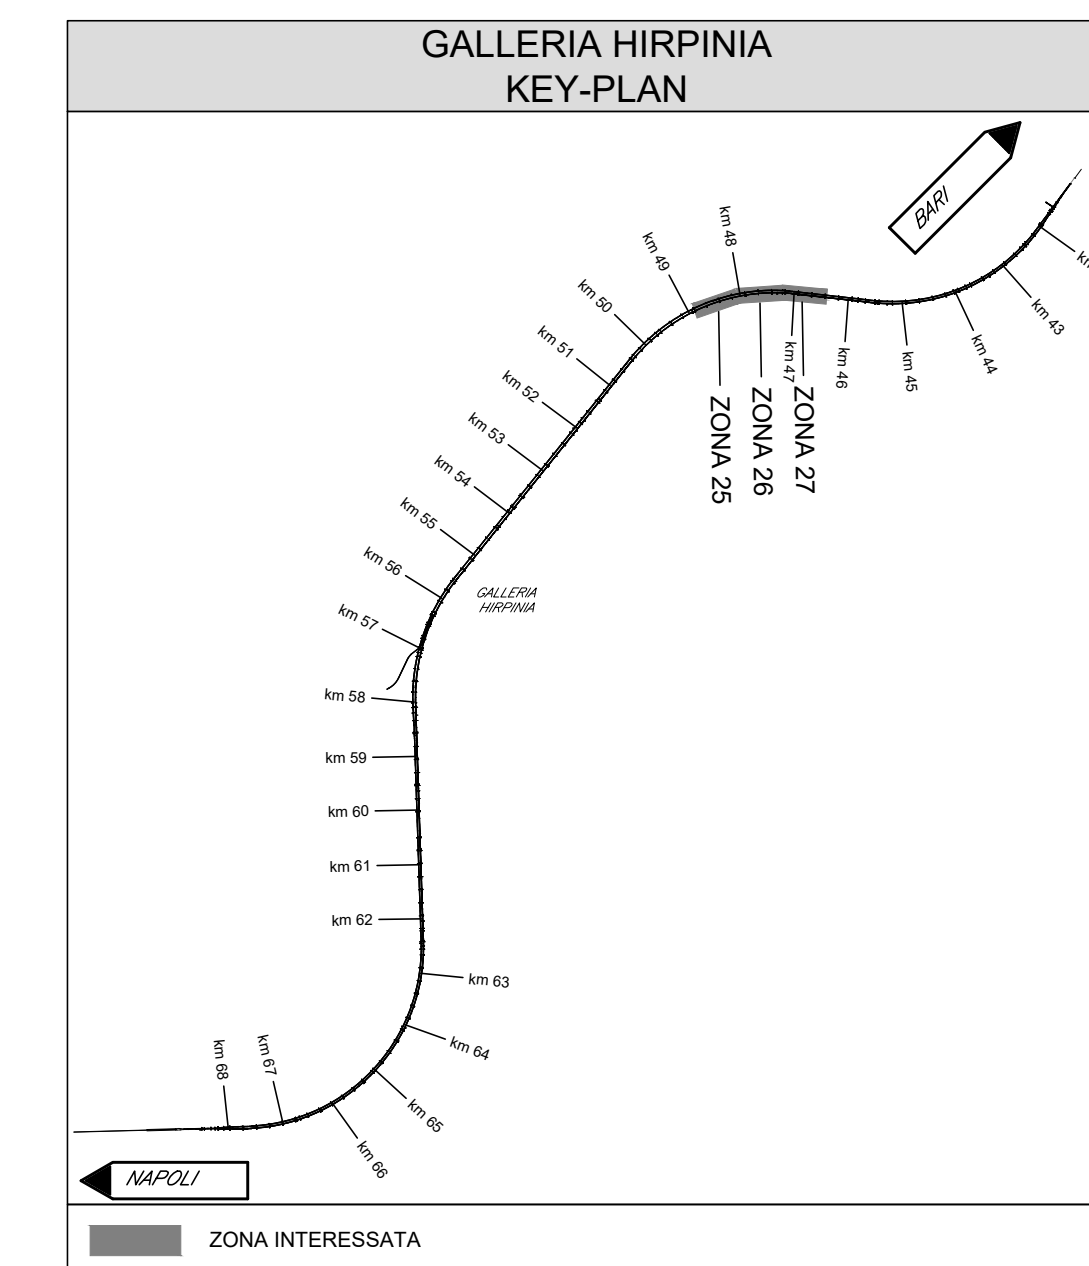 GALLERIA HIRPINIA
KEY-PLAN
BARI
km 48
km 49
km 50
km 51
km 52
km 53
km 54
km 55
km 56
km 57
km 58
km 59
km 60
km 61
km 62
km 63
km 64
km 65
km 66
km 67
km 68
km 47
km 46
km 45
km 44
km 43
ZONA 25
ZONA 26
ZONA 27
GALLERIA
HIRPINIA
NAPOLI
ZONA INTERESSATA